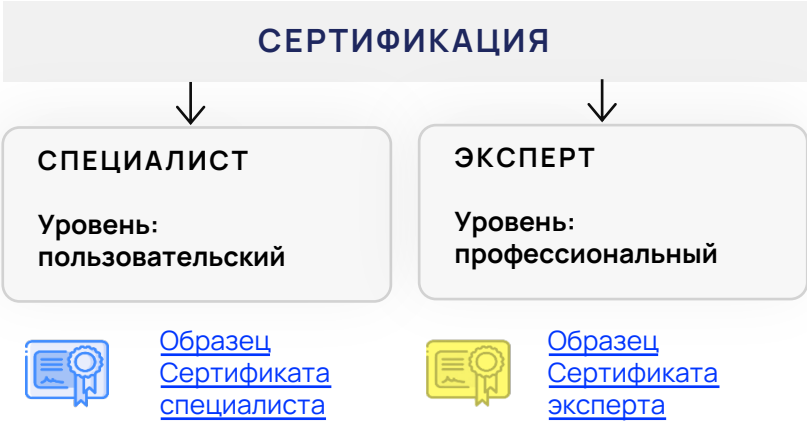 СЕРТИФИКАЦИЯ
СПЕЦИАЛИСТ
Уровень:
пользовательский
ЭКСПЕРТ
Уровень:
профессиональный
Образец
Сертификата
специалиста
Образец
Сертификата
эксперта